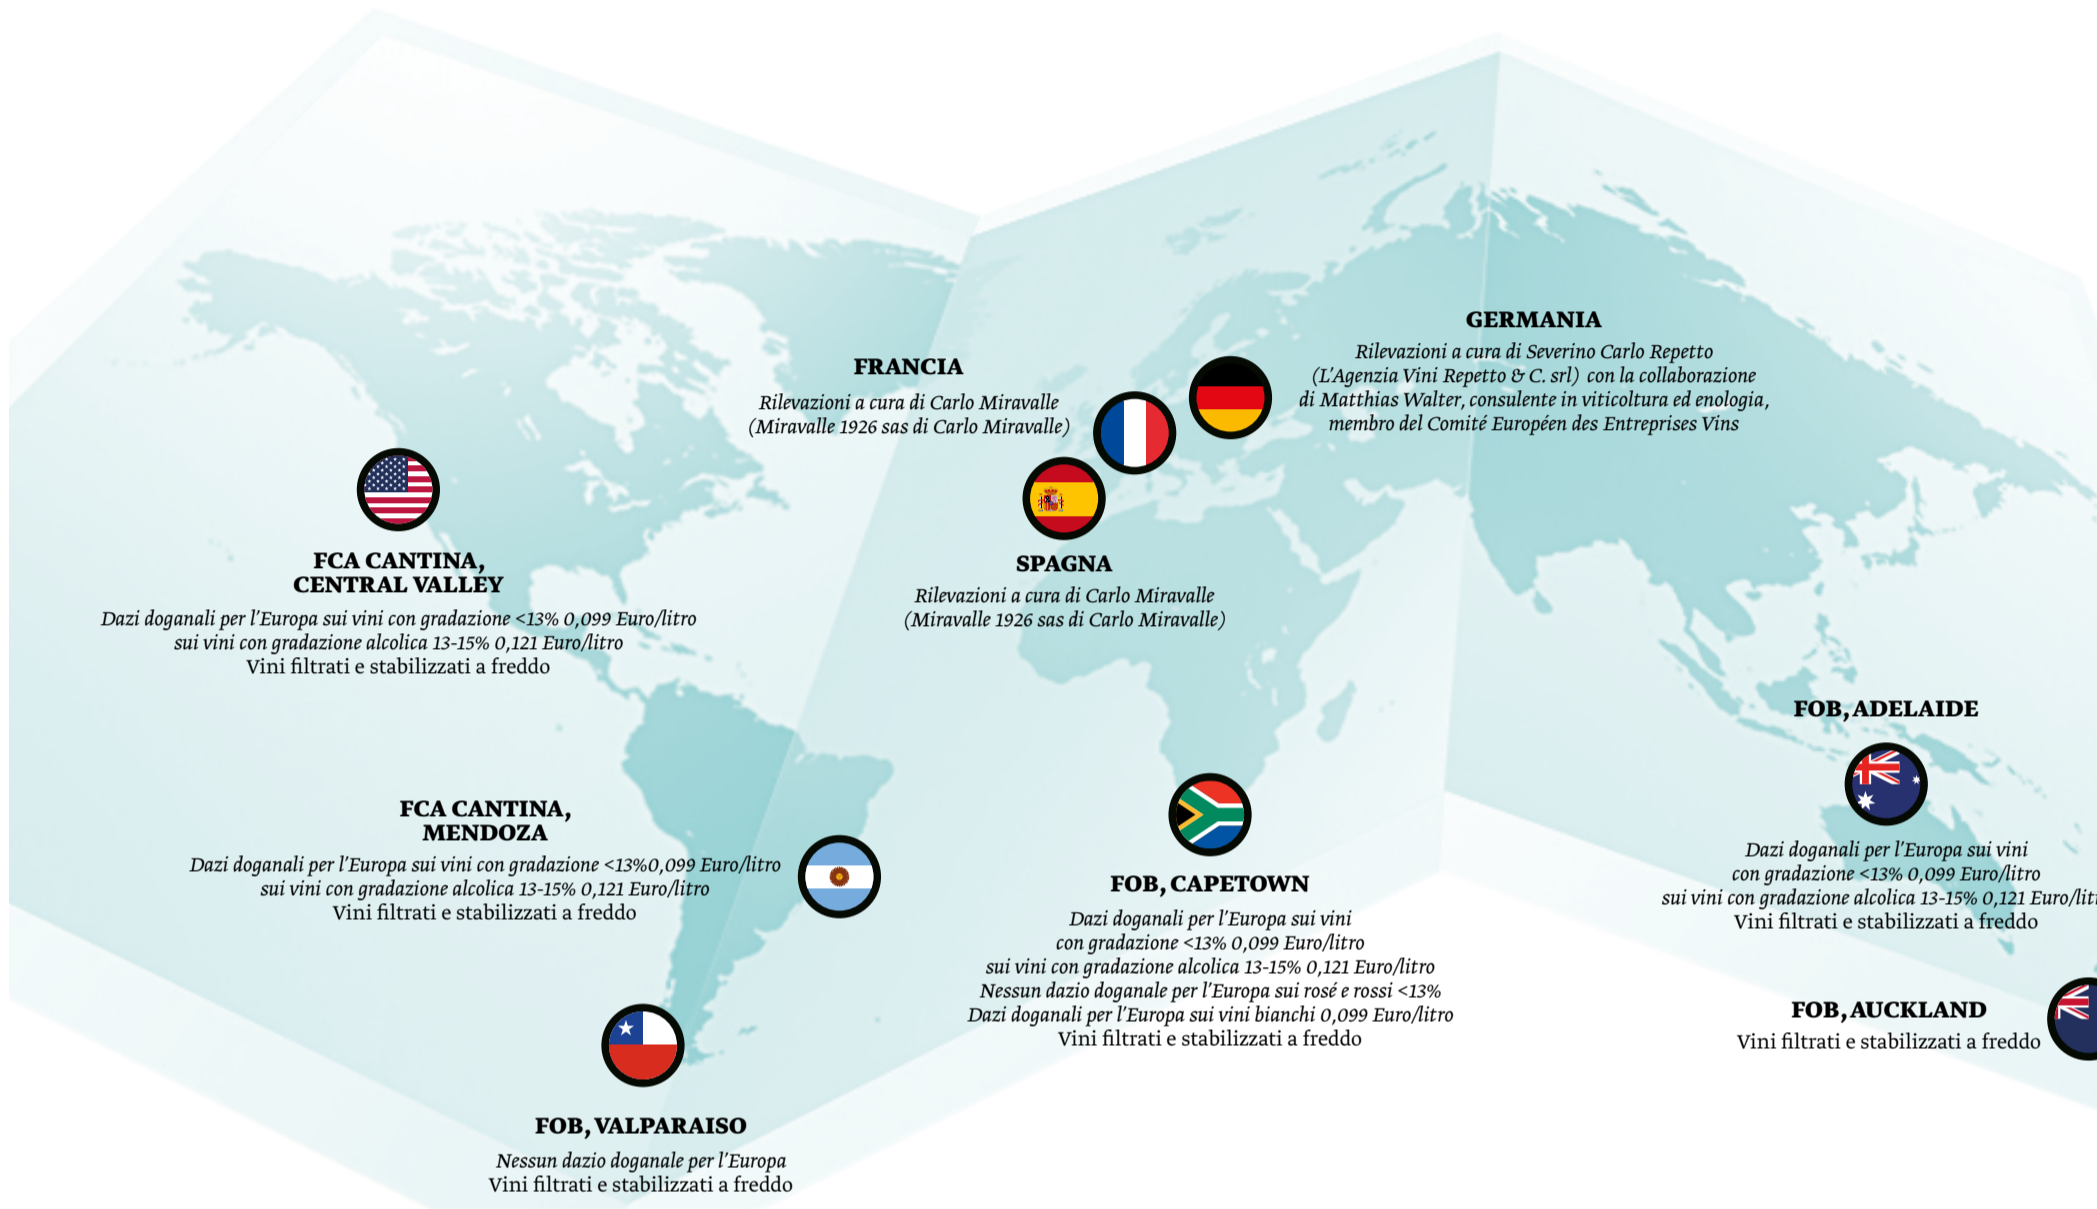 GERMANIA
Rilevazioni a cura di Severino Carlo Repetto
(L'Agenzia Vini Repetto & C. srl) con la collaborazione
di Matthias Walter, consulente in viticoltura ed enologia,
membro del Comité Européen des Entreprises Vins
FRANCIA
Rilevazioni a cura di Carlo Miravalle
(Miravalle 1926 sas di Carlo Miravalle)
SPAGNA
Rilevazioni a cura di Carlo Miravalle
(Miravalle 1926 sas di Carlo Miravalle)
FCA CANTINA,
CENTRAL VALLEY
Dazi doganali per l'Europa sui vini con gradazione <13% 0,099 Euro/litro
sui vini con gradazione alcolica 13-15% 0,121 Euro/litro
Vini filtrati e stabilizzati a freddo
FCA CANTINA,
MENDOZA
Dazi doganali per l'Europa sui vini con gradazione <13%0,099 Euro/litro
sui vini con gradazione alcolica 13-15% 0,121 Euro/litro
Vini filtrati e stabilizzati a freddo
FOB, VALPARAISO
Nessun dazio doganale per l'Europa
Vini filtrati e stabilizzati a freddo
FOB, CAPETOWN
Dazi doganali per l'Europa sui vini
con gradazione <13% 0,099 Euro/litro
sui vini con gradazione alcolica 13-15% 0,121 Euro/litro
Nessun dazio doganale per l'Europa sui rosé e rossi <13%
Dazi doganali per l'Europa sui vini bianchi 0,099 Euro/litro
Vini filtrati e stabilizzati a freddo
FOB, ADELAIDE
Dazi doganali per l'Europa sui vini
con gradazione <13% 0,099 Euro/litro
sui vini con gradazione alcolica 13-15% 0,121
Vini filtrati e stabilizzati a freddo
FOB, AUCKLAND
Vini filtrati e stabilizzati a freddo